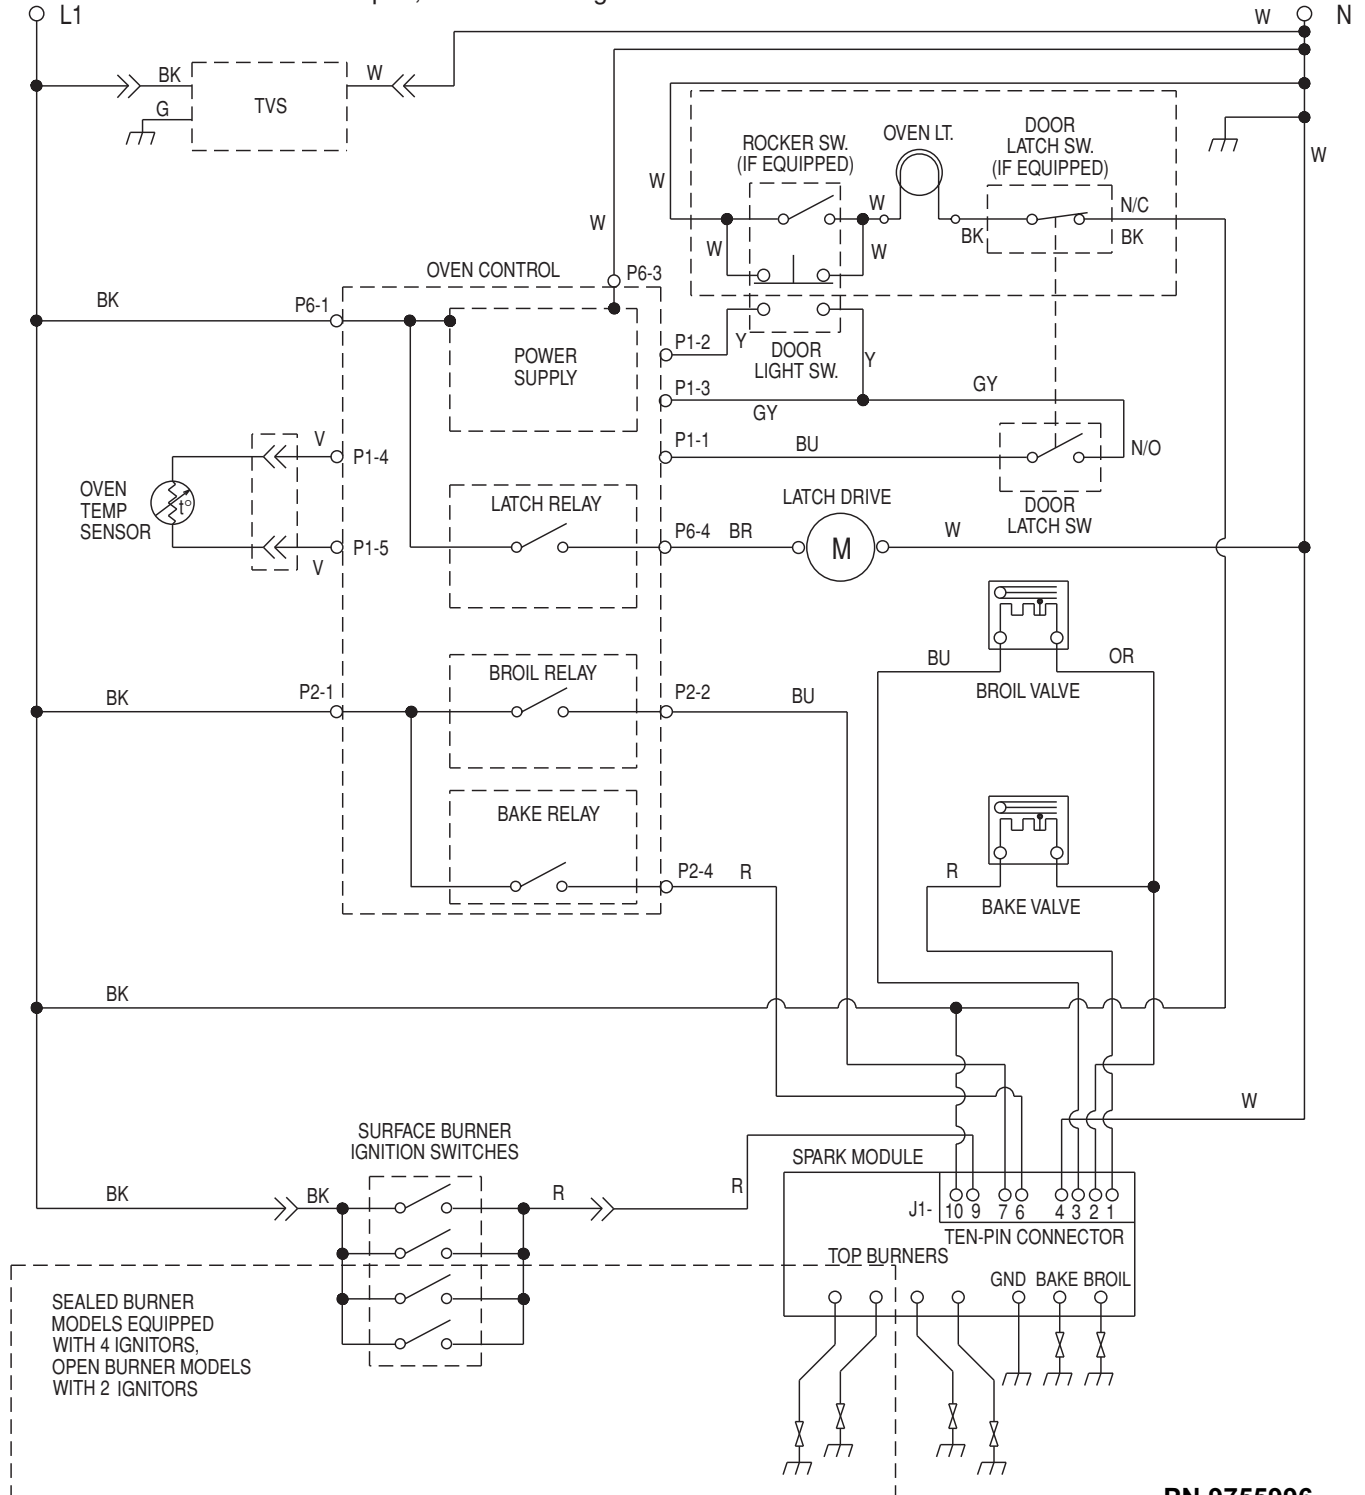 L1
W
N
BK
W
TVS
G
W
ROCKER SW.
(IF EQUIPPED)
OVEN LT.
DOOR
LATCH SW.
(IF EQUIPPED)
W
W
W
N/C
BK
BK
W
W
OVEN CONTROL
P6-3
BK
P6-1
POWER
SUPPLY
P1-2
Y
DOOR
LIGHT SW.
Y
P1-3
GY
GY
V
P1-4
P1-1
BU
N/O
OVEN
TEMP
SENSOR
t°
LATCH RELAY
LATCH DRIVE
DOOR
LATCH SW
P1-5
V
P6-4
BR
M
W
BROIL RELAY
BU
OR
BROIL VALVE
BK
P2-1
P2-2
BU
BAKE RELAY
P2-4
R
R
BAKE VALVE
BK
W
SURFACE BURNER
IGNITION SWITCHES
SPARK MODULE
BK
BK
R
R
J1-
10 9 7 6 4 3 2 1
TEN-PIN CONNECTOR
TOP BURNERS
GND BAKE BROIL
SEALED BURNER
MODELS EQUIPPED
WITH 4 IGNITORS,
OPEN BURNER MODELS
WITH 2 IGNITORS